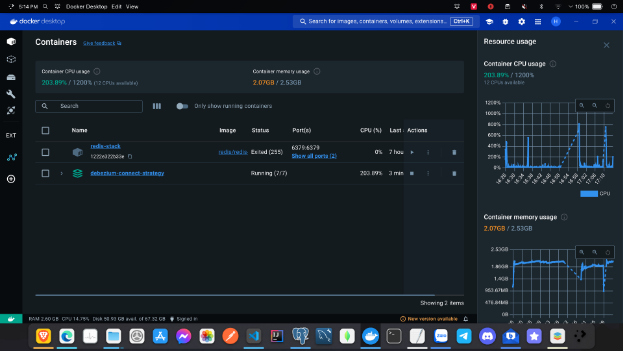 5:14 PM Docker Desktop Edit View
100%
docker desktop
Search for images, containers, volumes, extensions...
Ctrl+K
H
Containers
Give feedback
Container CPU usage
203.89% / 1200% (12 CPUs available)
Container memory usage
2.07GB / 2.53GB
Search
Only show running containers
Name Image Status Port(s) CPU (%) Last Actions
redis-stack
redis/redis
Exited (255)
6379:6379
Show all ports (2)
0%
7 hou
debezium-connect-strategy
Running (7/7)
203.89%
3 min
EXT
Showing 2 items
Resource usage
Container CPU usage
203.89% / 1200%
12 CPUs available
1200%
1000%
800%
600%
400%
200%
0%
CPU
Container memory usage
2.07GB / 2.53GB
2.53GB
1.86GB
1.4GB
953.67MB
476.84MB
0B
RAM 2.60 GB CPU 14.75% Disk 50.93 GB avail. of 67.32 GB Signed in
New version available
zalo